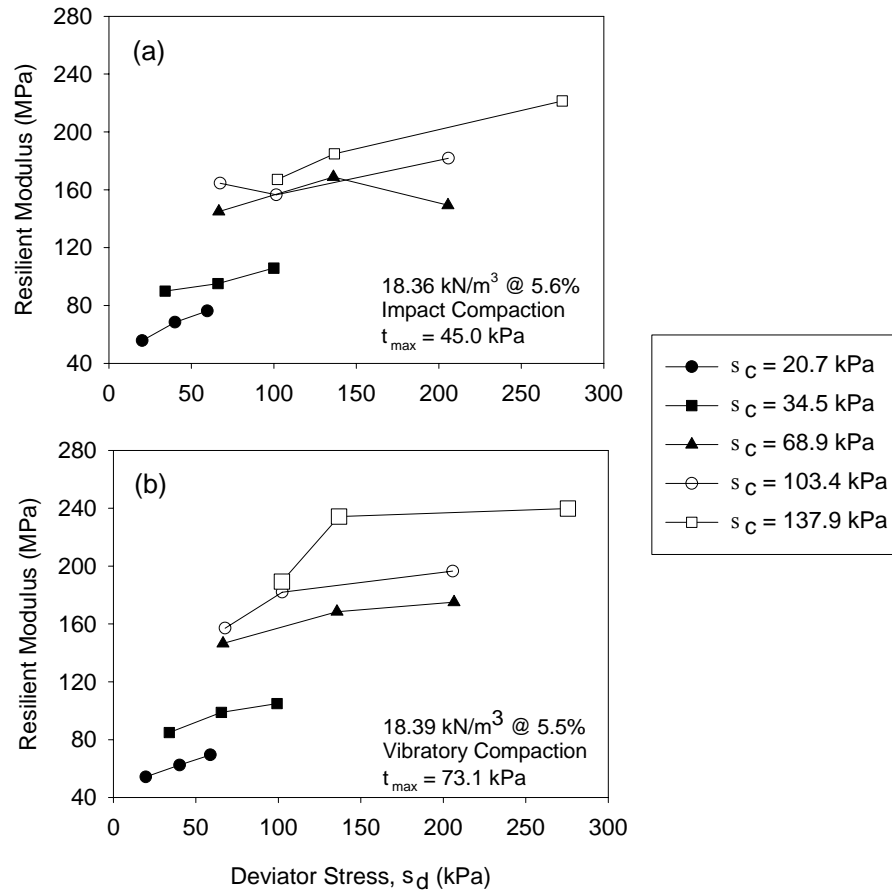 280
240
200
160
120
80
40
Resilient Modulus (MPa)
(a)
18.36 kN/m³ @ 5.6%
Impact Compaction
t max = 45.0 kPa
0 50 100 150 200 250 300
280
240
200
160
120
80
40
Resilient Modulus (MPa)
(b)
18.39 kN/m³ @ 5.5%
Vibratory Compaction
t max = 73.1 kPa
0 50 100 150 200 250 300
Deviator Stress, s d (kPa)
s c = 20.7 kPa
s c = 34.5 kPa
s c = 68.9 kPa
s c = 103.4 kPa
s c = 137.9 kPa